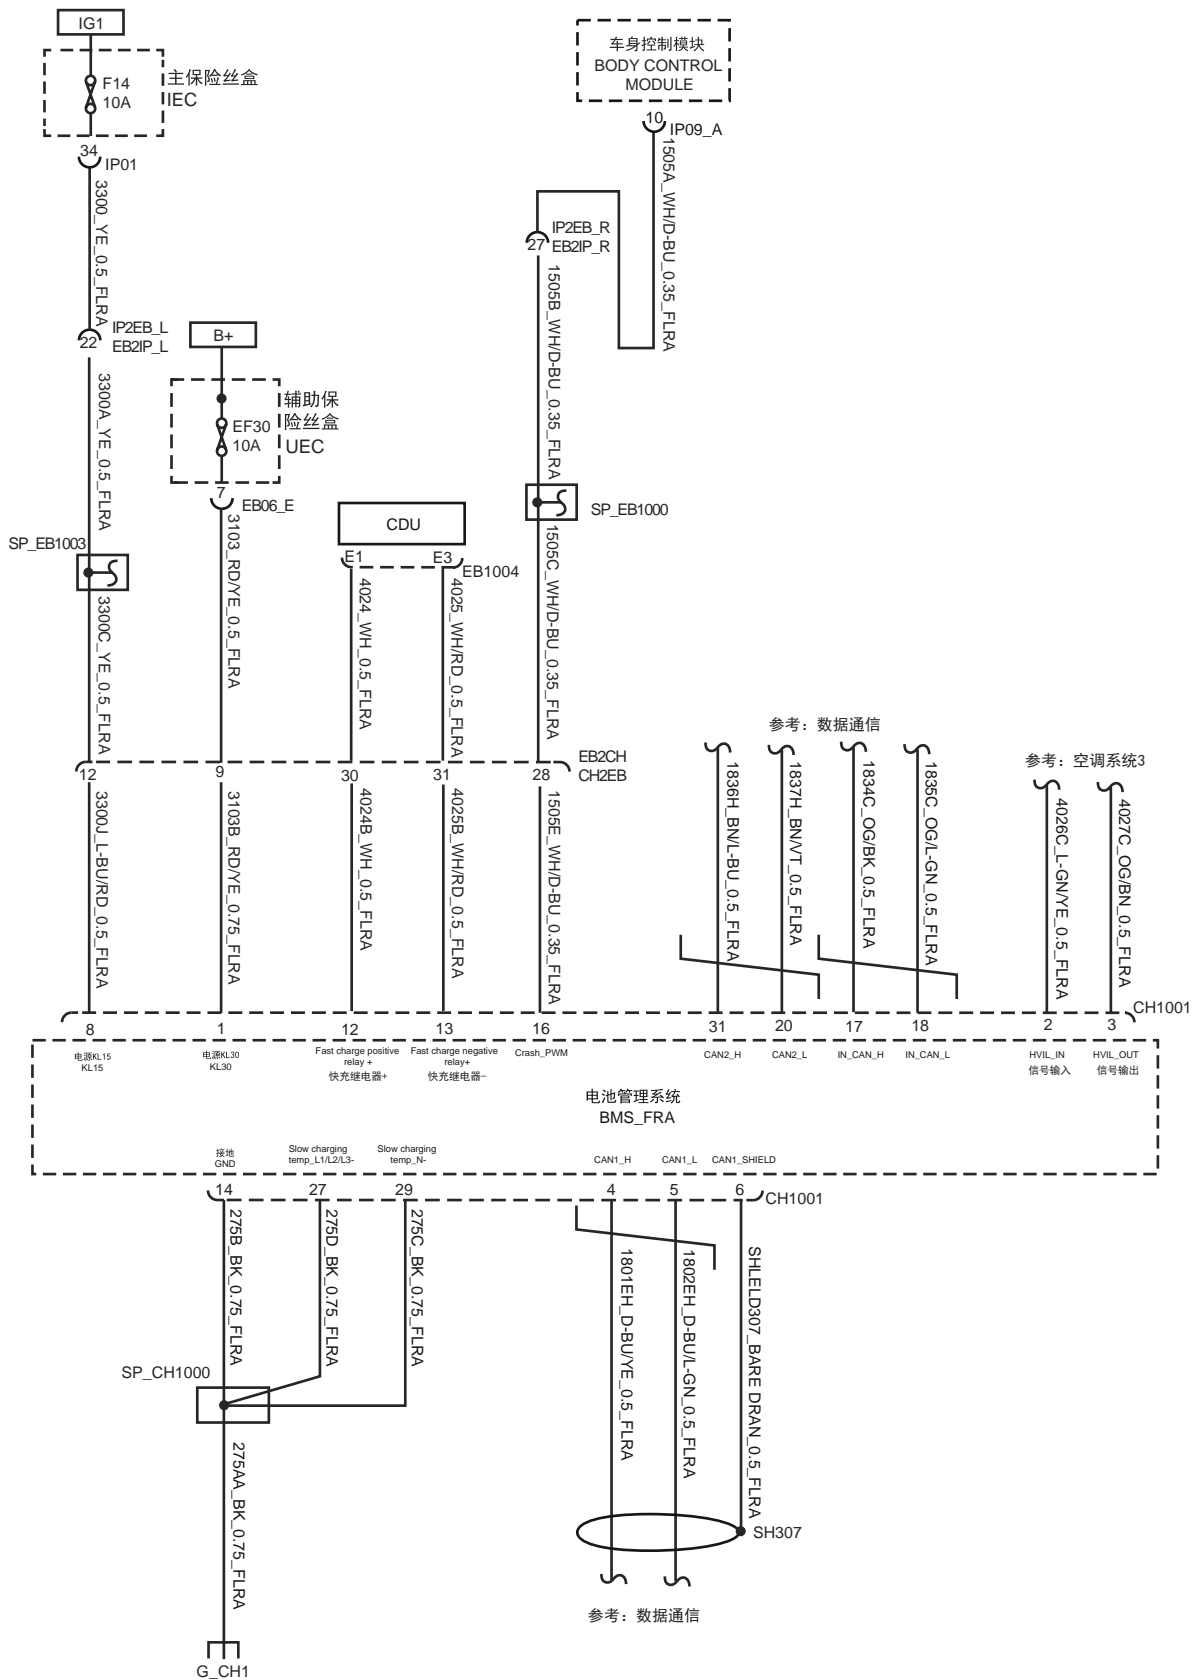 IG1
F14
10A
主保险丝盒
IEC
34
IP01
3300_YE_0.5_FLRA
车身控制模块
BODY CONTROL
MODULE
10
IP09_A
1505A_WH/D-BU_0.35_FLRA
IP2EB_R
27
EB2IP_R
1505B_WH/D-BU_0.35_FLRA
IP2EB_L
22
EB2IP_L
3300A_YE_0.5_FLRA
B+
EF30
10A
辅助保
险丝盒
UEC
7
EB06_E
3103_RD/YE_0.5_FLRA
SP_EB1003
3300C_YE_0.5_FLRA
CDU
E1
E3
EB1004
4024_WH_0.5_FLRA
4025_WH/RD_0.5_FLRA
SP_EB1000
1505C_WH/D-BU_0.35_FLRA
EB2CH
CH2EB
12
9
30
31
28
3300J_L-BU/RD_0.5_FLRA
3103B_RD/YE_0.75_FLRA
4024B_WH_0.5_FLRA
4025B_WH/RD_0.5_FLRA
1505E_WH/D-BU_0.35_FLRA
参考：数据通信
1836H_BN/L-BU_0.5_FLRA
1837H_BN/VT_0.5_FLRA
1834C_OG/BK_0.5_FLRA
1835C_OG/L-GN_0.5_FLRA
参考：空调系统3
4026C_L-GN/YE_0.5_FLRA
4027C_OG/BN_0.5_FLRA
CH1001
8
1
12
13
16
31
20
17
18
2
3
电源KL15
KL15
电源KL30
KL30
Fast charge positive
relay +
快充继电器+
Fast charge negative
relay+
快充继电器-
Crash_PWM
CAN2_H
CAN2_L
IN_CAN_H
IN_CAN_L
HVIL_IN
信号输入
HVIL_OUT
信号输出
电池管理系统
BMS_FRA
接地
GND
Slow charging
temp_L1/L2/L3-
Slow charging
temp_N-
CAN1_H
CAN1_L
CAN1_SHIELD
14
27
29
4
5
6
CH1001
275B_BK_0.75_FLRA
275D_BK_0.75_FLRA
275C_BK_0.75_FLRA
1801EH_D-BU/YE_0.5_FLRA
1802EH_D-BU/L-GN_0.5_FLRA
SHLELD307_BARE DRAN_0.5_FLRA
SP_CH1000
275AA_BK_0.75_FLRA
SH307
参考：数据通信
G_CH1